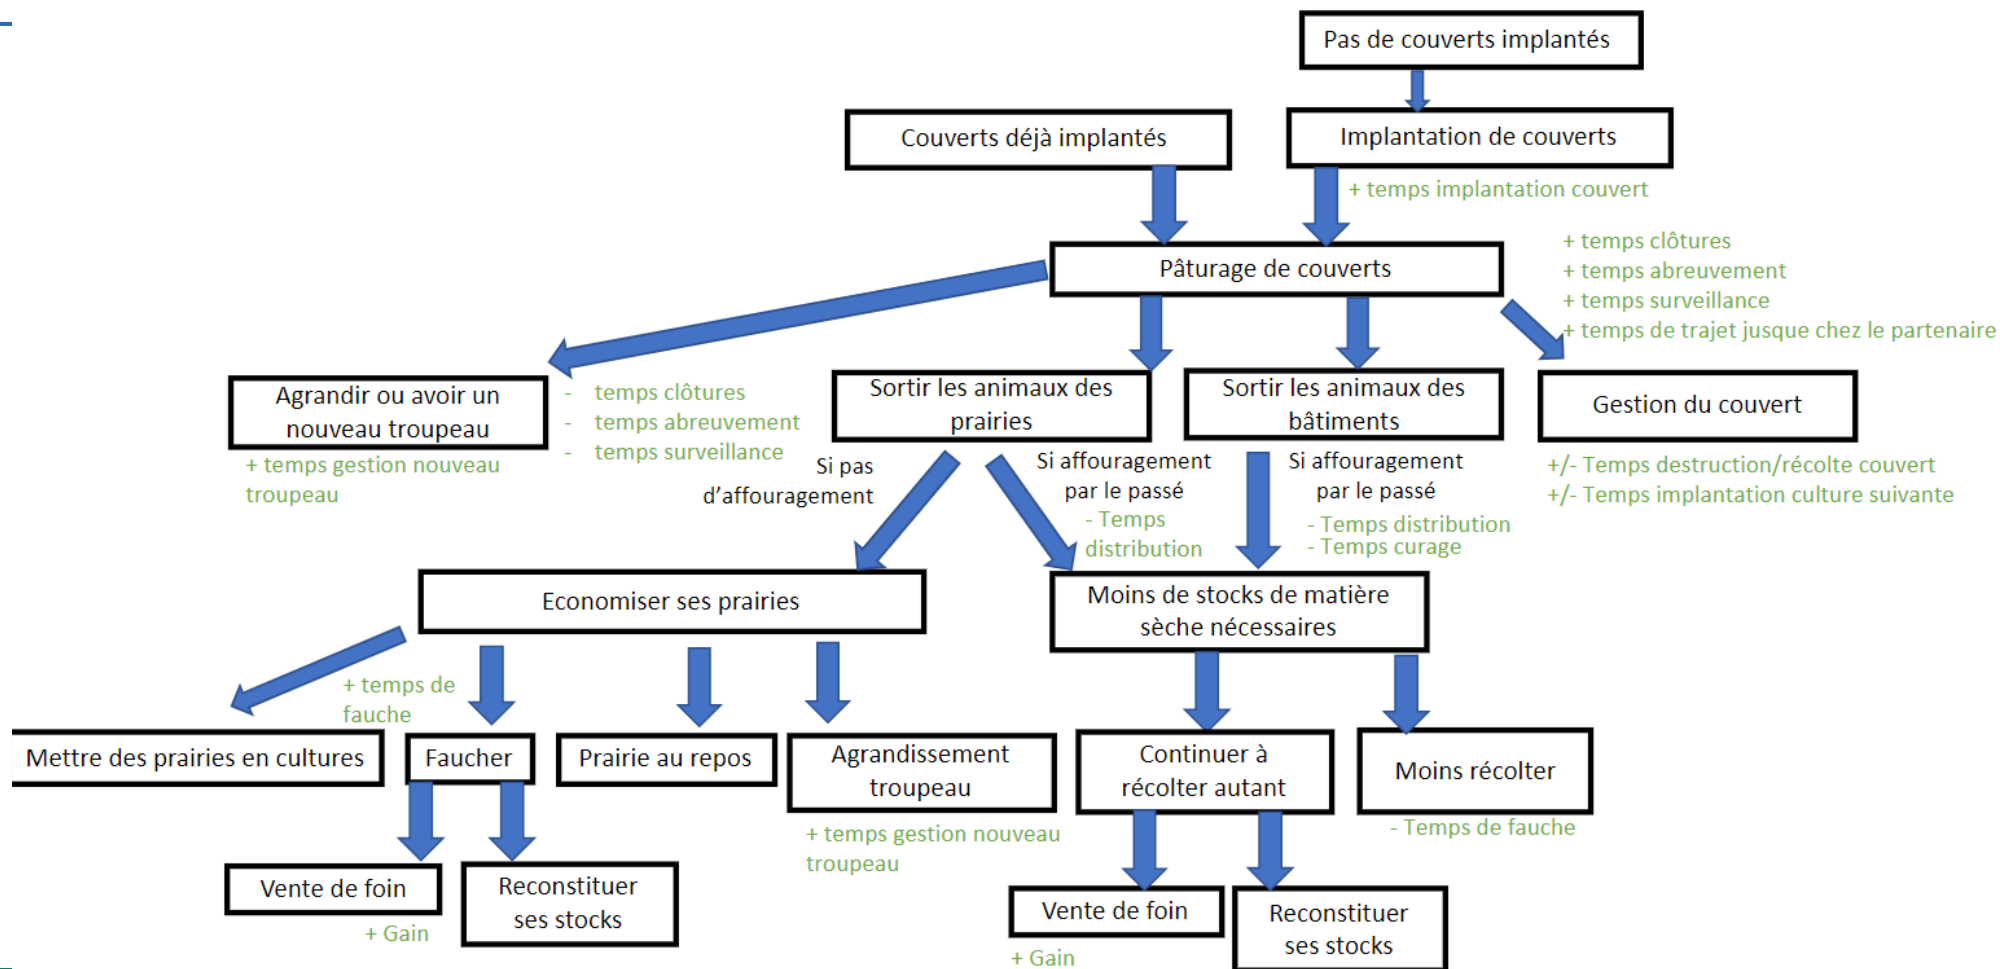 Pas de couverts implantés
Couverts déjà implantés
Implantation de couverts
+ temps implantation couvert
Pâturage de couverts
+ temps clôtures
+ temps abreuvement
+ temps surveillance
+ temps de trajet jusque chez le partenaire
Agrandir ou avoir un
nouveau troupeau
+ temps gestion nouveau
troupeau
- temps clôtures
- temps abreuvement
- temps surveillance
Sortir les animaux des
prairies
Sortir les animaux des
bâtiments
Gestion du couvert
+/- Temps destruction/récolte couvert
+/- Temps implantation culture suivante
Si pas
d’affouragement
Si affouragement
par le passé
- Temps
distribution
Si affouragement
par le passé
- Temps distribution
- Temps curage
Economiser ses prairies
Moins de stocks de matière
sèche nécessaires
+ temps de
fauche
Mettre des prairies en cultures
Faucher
Prairie au repos
Agrandissement
troupeau
+ temps gestion nouveau
troupeau
Continuer à
récolter autant
Moins récolter
- Temps de fauche
Vente de foin
+ Gain
Reconstituer
ses stocks
Vente de foin
+ Gain
Reconstituer
ses stocks